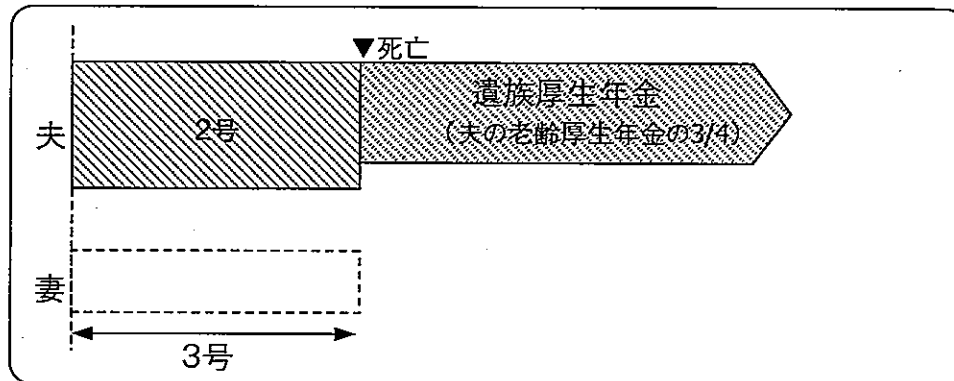 ▼死亡
夫
2号
遺族厚生年金
(夫の老齢厚生年金の3/4)
妻
3号